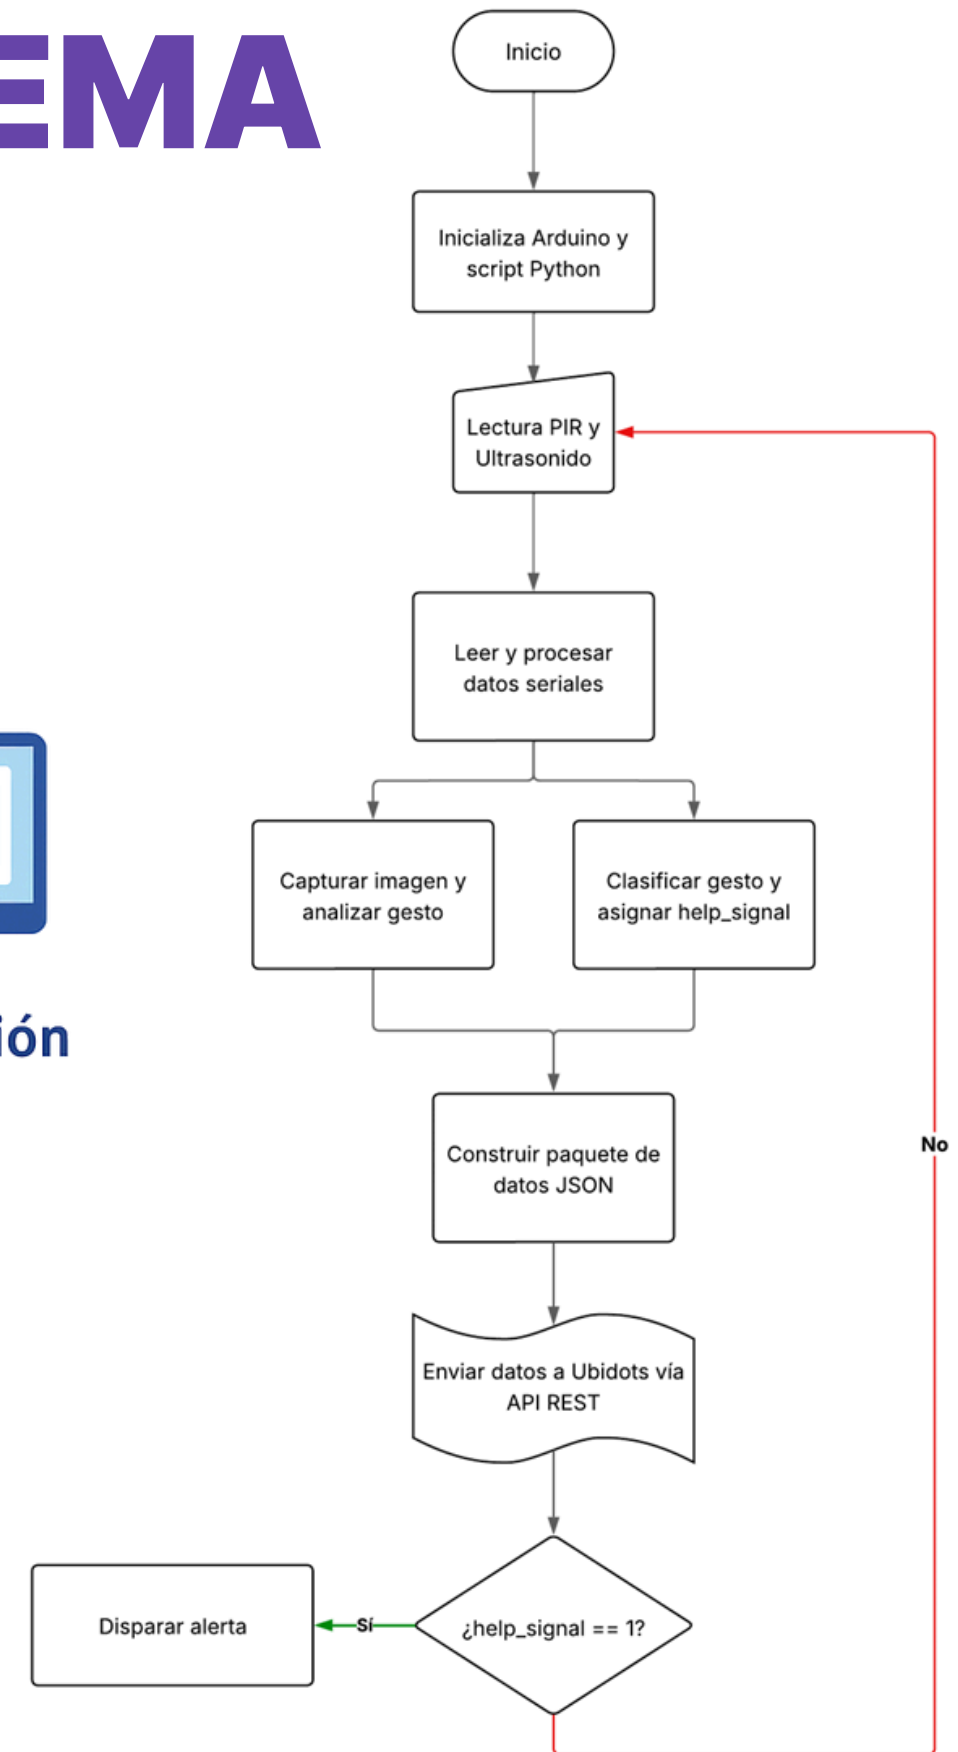 EMA
Inicio
Inicializa Arduino y
script Python
Lectura PIR y
Ultrasonido
Leer y procesar
datos seriales
Capturar imagen y
analizar gesto
Clasificar gesto y
asignar help_signal
ión
Construir paquete de
datos JSON
No
Enviar datos a Ubidots vía
API REST
Disparar alerta
Sí
¿help_signal == 1?